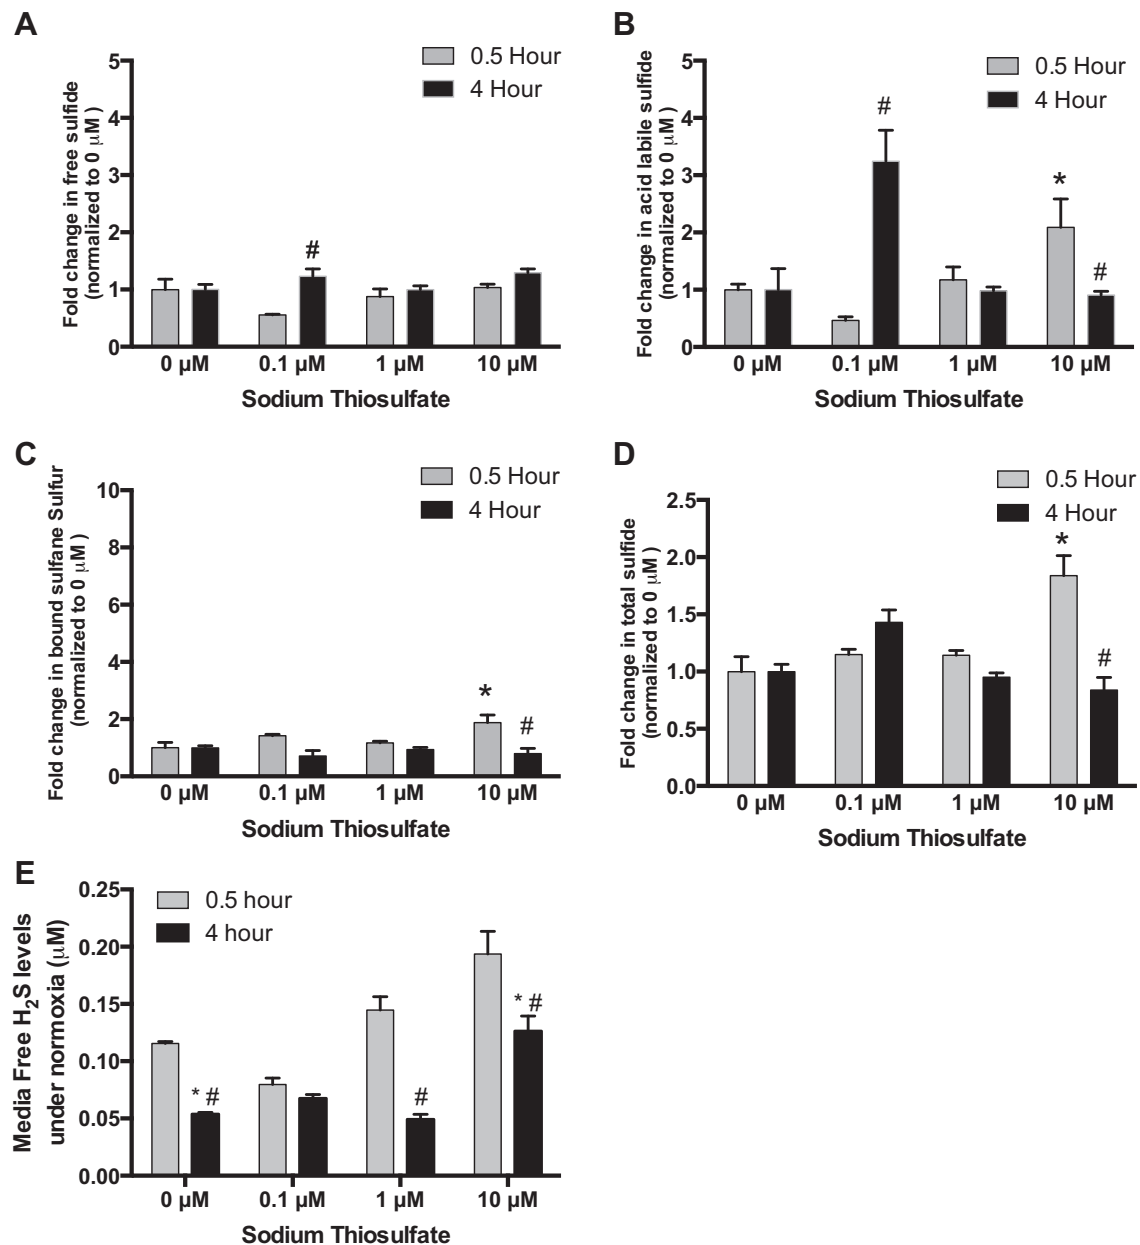 A
Fold change in free sulfide
(normalized to 0 μM )
0.5 Hour
4 Hour
5
4
3
2
1
0
#
0 μM
0.1 μM
1 μM
10 μM
Sodium Thiosulfate
B
Fold change in acid labile sulfide
(normalized to 0 μM )
0.5 Hour
4 Hour
5
4
3
2
1
0
#
*
#
0 μM
0.1 μM
1 μM
10 μM
Sodium Thiosulfate
C
Fold change in bound sulfane Sulfur
(normalized to 0 μM )
0.5 Hour
4 Hour
10
8
6
4
2
0
*
#
0 μM
0.1 μM
1 μM
10 μM
Sodium Thiosulfate
D
Fold change in total sulfide
(normalized to 0 μM )
0.5 Hour
4 Hour
2.5
2.0
1.5
1.0
0.5
0.0
*
#
0 μM
0.1 μM
1 μM
10 μM
Sodium Thiosulfate
E
Media Free H₂S levels
under normoxia (μM)
0.5 hour
4 hour
0.25
0.20
0.15
0.10
0.05
0.00
* #
#
* #
0 μM
0.1 μM
1 μM
10 μM
Sodium Thiosulfate